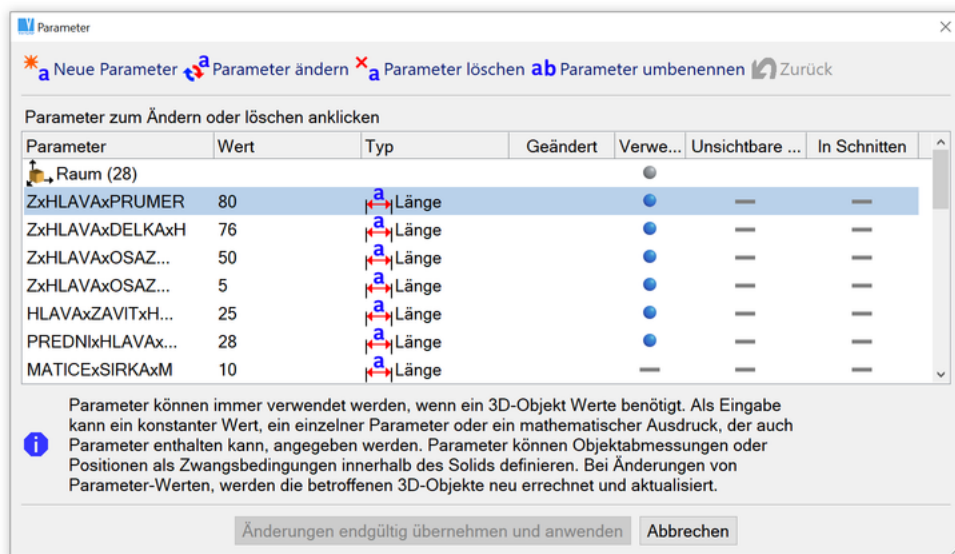 Parameter
a Neue Parameter a Parameter ändern a Parameter löschen ab Parameter umbenennen Zurück
Parameter zum Ändern oder löschen anklicken
Parameter Wert Typ Geändert Verwe... Unsichtbare ... In Schnitten
Raum (28)
ZxHLAVAxPRUMER 80 a Länge
ZxHLAVAxDELKAxH 76 a Länge
ZxHLAVAxOSAZ... 50 a Länge
ZxHLAVAxOSAZ... 5 a Länge
HLAVAxZAVITxH... 25 a Länge
PREDNIxHLAVAx... 28 a Länge
MATICExSIRKAxM 10 a Länge
Parameter können immer verwendet werden, wenn ein 3D-Objekt Werte benötigt. Als Eingabe
kann ein konstanter Wert, ein einzelner Parameter oder ein mathematischer Ausdruck, der auch
Parameter enthalten kann, angegeben werden. Parameter können Objektabmessungen oder
Positionen als Zwangsbedingungen innerhalb des Solids definieren. Bei Änderungen von
Parameter-Werten, werden die betroffenen 3D-Objekte neu errechnet und aktualisiert.
Änderungen endgültig übernehmen und anwenden Abbrechen